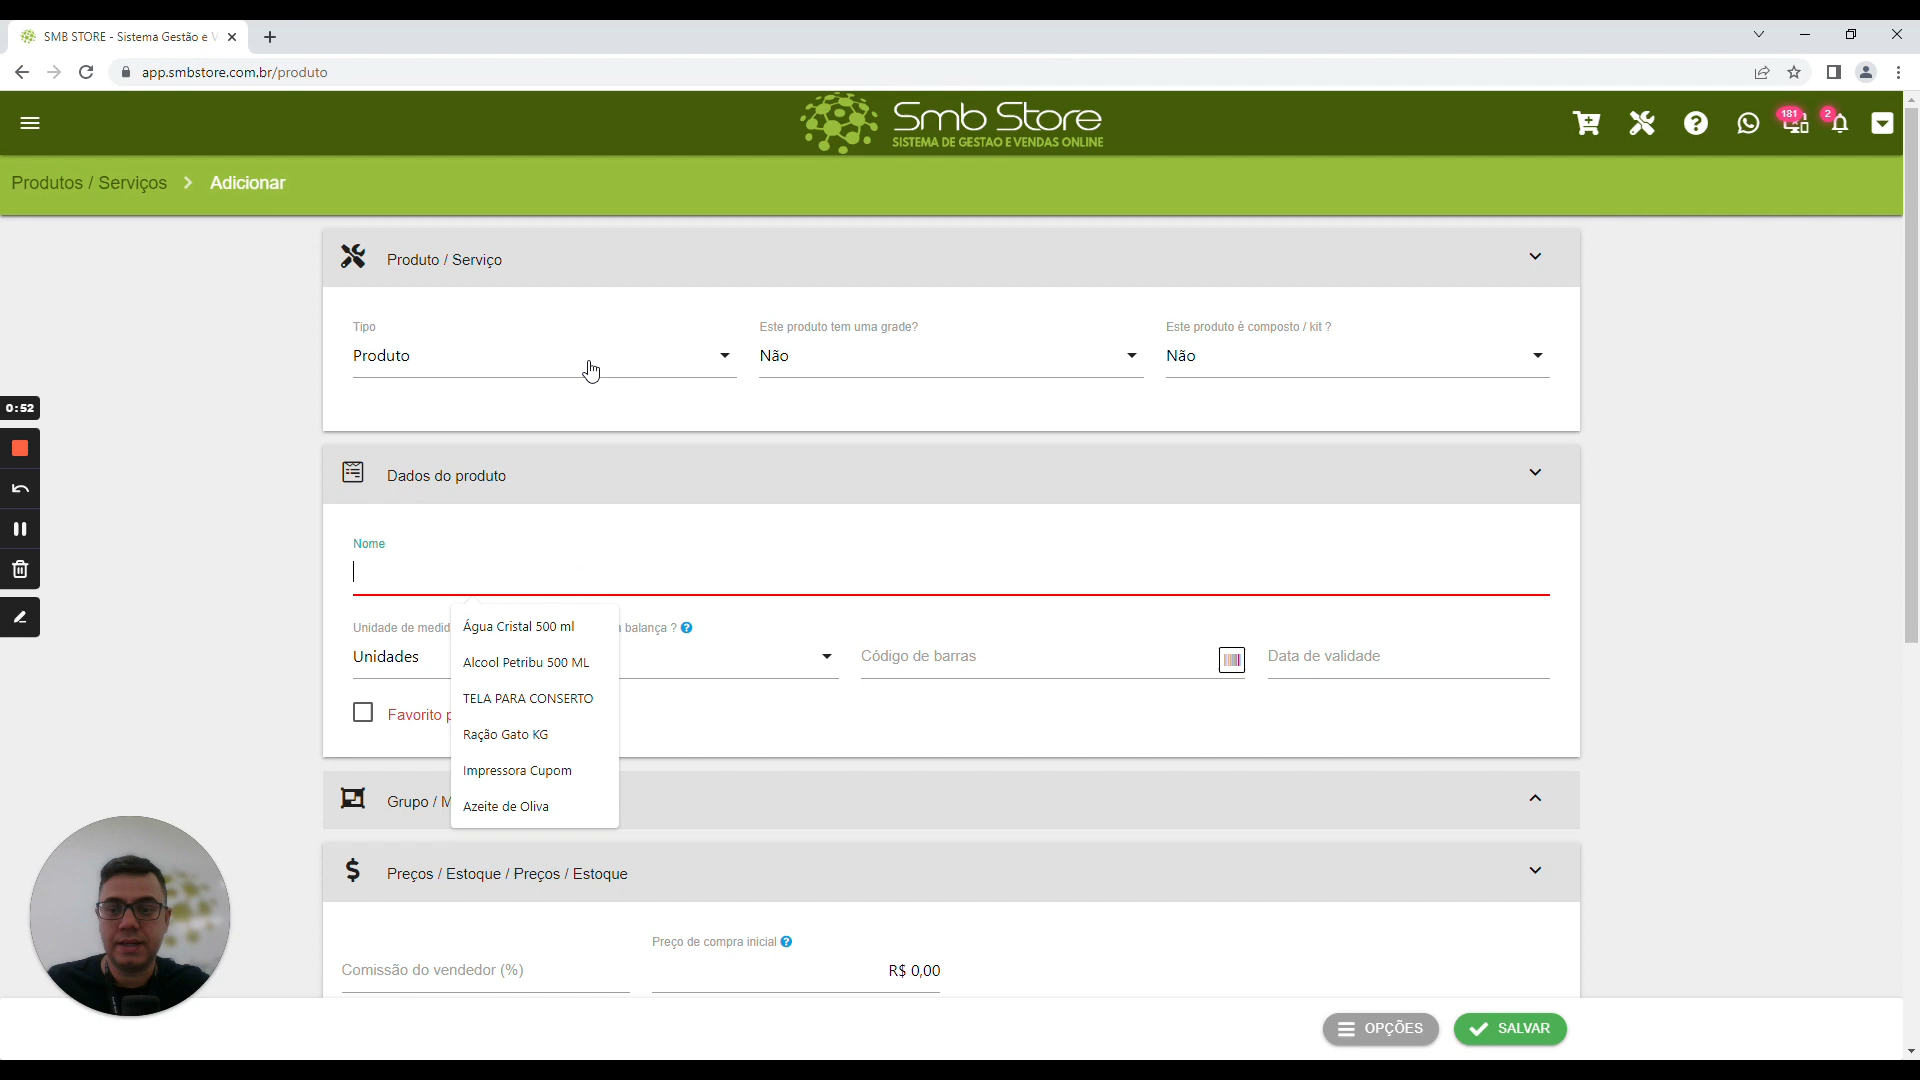 SMB STORE - Sistema Gestão e V
app.smbstore.com.br/produto
Smb Store
SISTEMA DE GESTAO E VENDAS ONLINE
181
2
Produtos / Serviços
Adicionar
Produto / Serviço
Tipo
Este produto tem uma grade?
Este produto é composto / kit ?
Produto
Não
Não
0:52
Dados do produto
Nome
Unidade de medid
balança ?
Água Cristal 500 ml
Unidades
Código de barras
Data de validade
Alcool Petribu 500 ML
TELA PARA CONSERTO
Favorito p
Ração Gato KG
Impressora Cupom
Grupo / M
Azeite de Oliva
Preços / Estoque / Preços / Estoque
Preço de compra inicial
Comissão do vendedor (%)
R$ 0,00
OPÇÕES
SALVAR